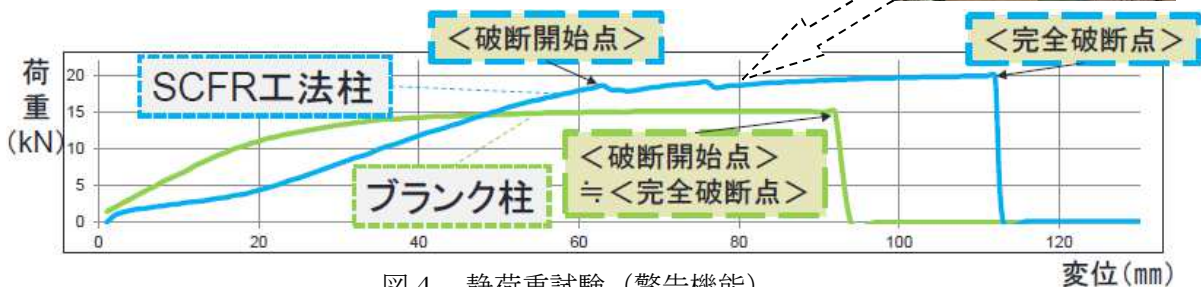 <破断開始点>
<完全破断点>
荷重
(kN)
20
15
10
5
0
SCFR工法柱
ブランク柱
<破断開始点>
≒<完全破断点>
0 20 40 60 80 100 120
変位(mm)
図4 静荷重試験(警告機能)